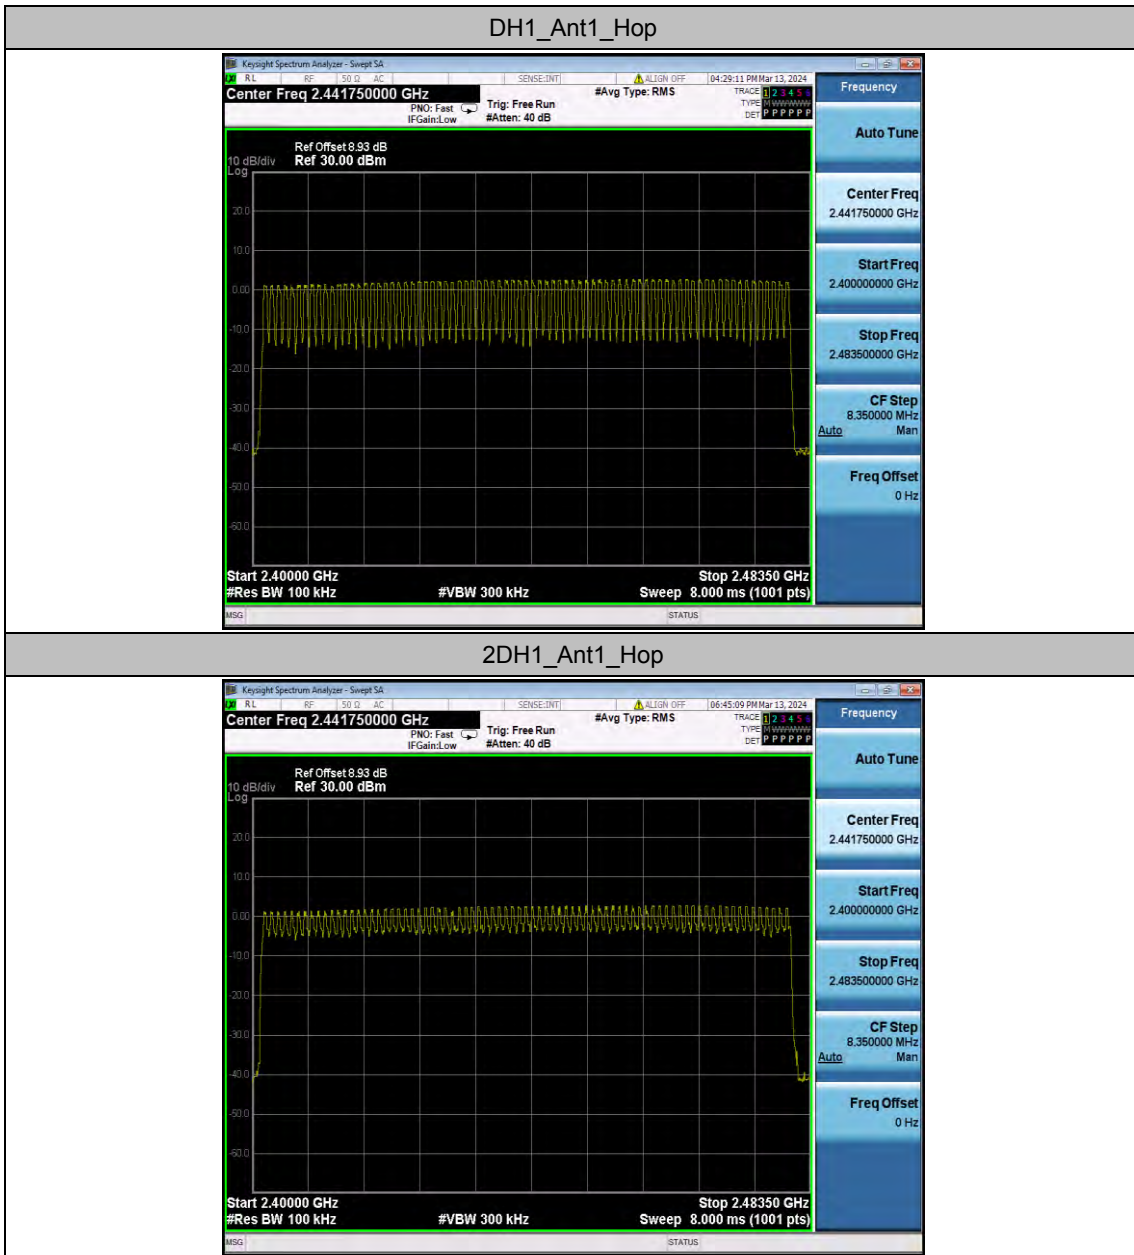 DH1_Ant1_Hop
Keysight Spectrum Analyzer - Swept SA
RL RF 50 Ω AC SENSE:INT ALIGN OFF 04:29:11 PM Mar 13, 2024
Center Freq 2.441750000 GHz #Avg Type: RMS TRACE 1 2 3 4 5 6
PNO: Fast Trig: Free Run TYPE M WWWWW
IFGain:Low #Atten: 40 dB DET P P P P P P
Frequency
Auto Tune
Ref Offset 8.93 dB
10 dB/div Ref 30.00 dBm
Log
20.0
10.0
0.00
-10.0
-20.0
-30.0
-40.0
-50.0
-60.0
Center Freq
2.441750000 GHz
Start Freq
2.400000000 GHz
Stop Freq
2.483500000 GHz
CF Step
8.350000 MHz
Auto Man
Freq Offset
0 Hz
Start 2.40000 GHz Stop 2.48350 GHz
#Res BW 100 kHz #VBW 300 kHz Sweep 8.000 ms (1001 pts)
MSG STATUS
2DH1_Ant1_Hop
Keysight Spectrum Analyzer - Swept SA
RL RF 50 Ω AC SENSE:INT ALIGN OFF 06:45:09 PM Mar 13, 2024
Center Freq 2.441750000 GHz #Avg Type: RMS TRACE 1 2 3 4 5 6
PNO: Fast Trig: Free Run TYPE M WWWWW
IFGain:Low #Atten: 40 dB DET P P P P P P
Frequency
Auto Tune
Ref Offset 8.93 dB
10 dB/div Ref 30.00 dBm
Log
20.0
10.0
0.00
-10.0
-20.0
-30.0
-40.0
-50.0
-60.0
Center Freq
2.441750000 GHz
Start Freq
2.400000000 GHz
Stop Freq
2.483500000 GHz
CF Step
8.350000 MHz
Auto Man
Freq Offset
0 Hz
Start 2.40000 GHz Stop 2.48350 GHz
#Res BW 100 kHz #VBW 300 kHz Sweep 8.000 ms (1001 pts)
MSG STATUS